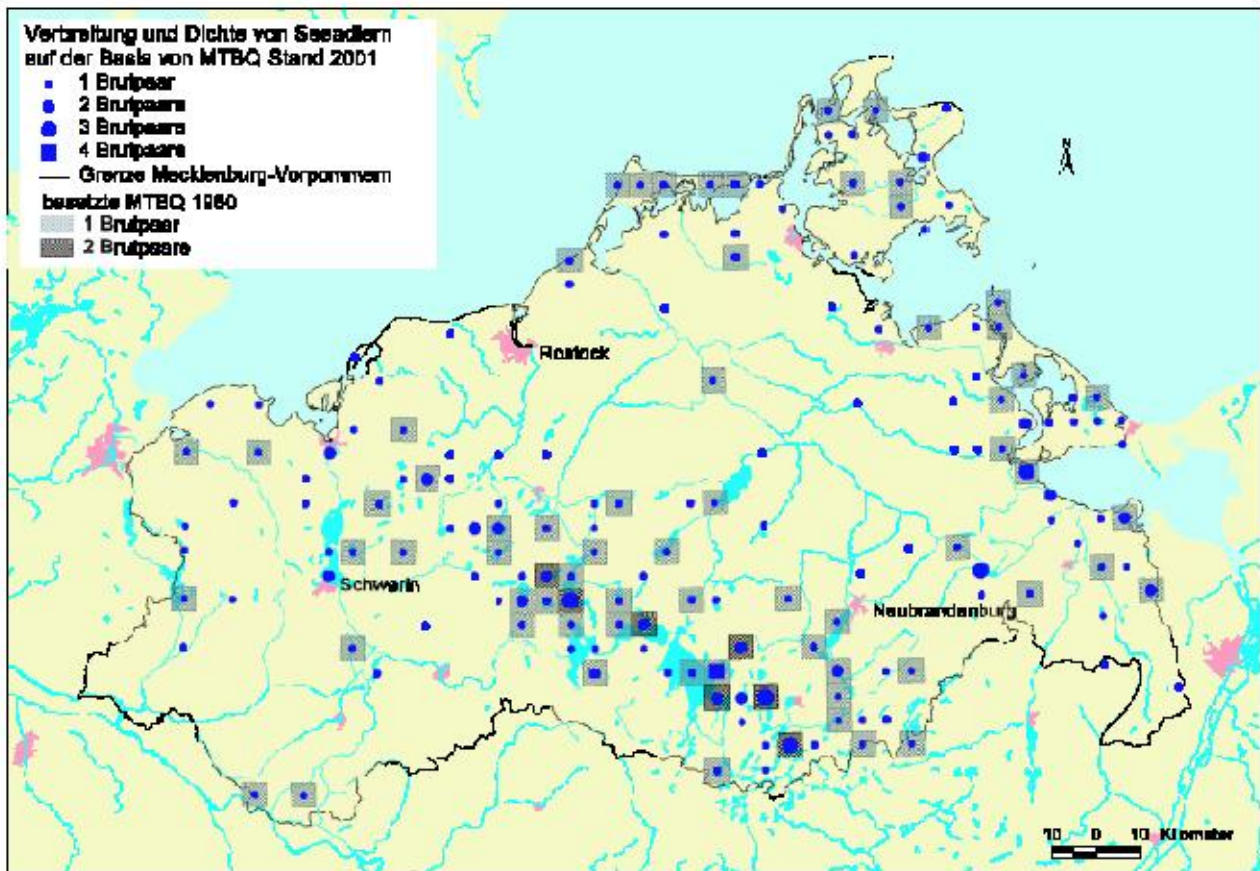 Verbreitung und Dichte von Seeadlern
auf der Basis von MTBQ Stand 2001
1 Brutpaar
2 Brutpaare
3 Brutpaare
4 Brutpaare
Grenze Mecklenburg-Vorpommern
besetzte MTBQ 1980
1 Brutpaar
2 Brutpaare
N
Rostock
Schwerin
Neubrandenburg
10 0 10 Kilometer